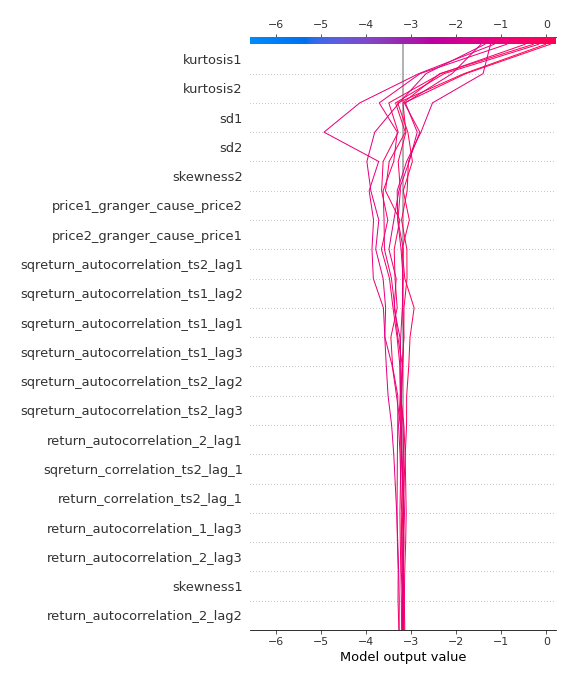 −6 −5 −4 −3 −2 −1 0
kurtosis1
kurtosis2
sd1
sd2
skewness2
price1_granger_cause_price2
price2_granger_cause_price1
sqreturn_autocorrelation_ts2_lag1
sqreturn_autocorrelation_ts1_lag2
sqreturn_autocorrelation_ts1_lag1
sqreturn_autocorrelation_ts1_lag3
sqreturn_autocorrelation_ts2_lag2
sqreturn_autocorrelation_ts2_lag3
return_autocorrelation_2_lag1
sqreturn_correlation_ts2_lag_1
return_correlation_ts2_lag_1
return_autocorrelation_1_lag3
return_autocorrelation_2_lag3
skewness1
return_autocorrelation_2_lag2
−6 −5 −4 −3 −2 −1 0
Model output value